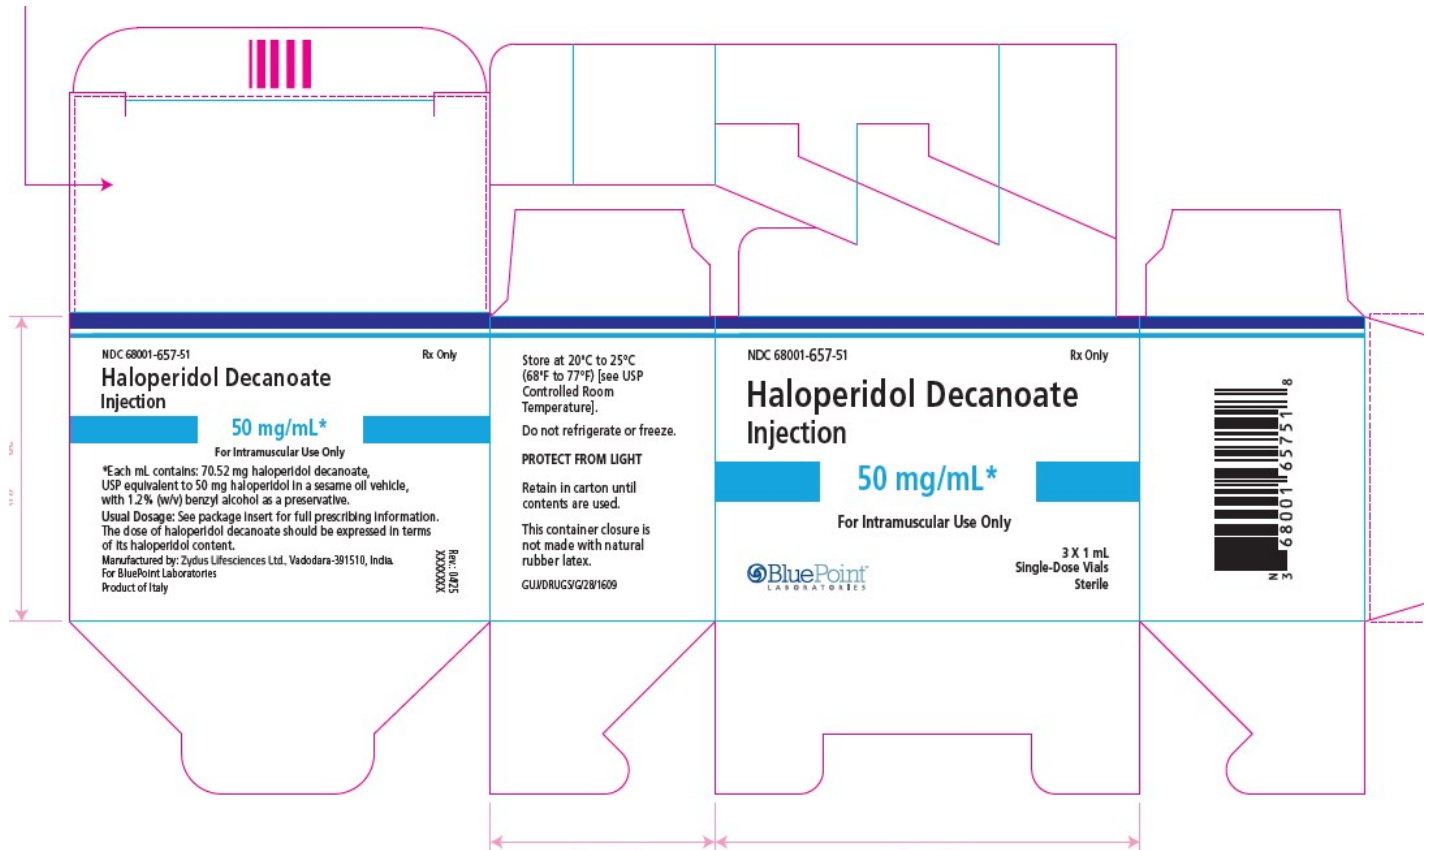 NDC 68001-657-51
Rx Only
Haloperidol Decanoate
Injection
50 mg/mL*
For Intramuscular Use Only
*Each mL contains: 70.52 mg haloperidol decanoate,
USP equivalent to 50 mg haloperidol in a sesame oil vehicle,
with 1.2% (w/v) benzyl alcohol as a preservative.
Usual Dosage: See package insert for full prescribing information.
The dose of haloperidol decanoate should be expressed in terms
of its haloperidol content.
Manufactured by: Zydus Lifesciences Ltd., Vadodara-391510, India.
For BluePoint Laboratories
Product of Italy
Rev.: 04/25
XXXXXXX
Store at 20°C to 25°C
(68°F to 77°F) [see USP
Controlled Room
Temperature].
Do not refrigerate or freeze.
PROTECT FROM LIGHT
Retain in carton until
contents are used.
This container closure is
not made with natural
rubber latex.
GUJ/DRUGS/G/28/1609
NDC 68001-657-51
Rx Only
Haloperidol Decanoate
Injection
50 mg/mL*
For Intramuscular Use Only
BluePoint
LABORATORIES
3 X 1 mL
Single-Dose Vials
Sterile
N
3 68001 65751 8